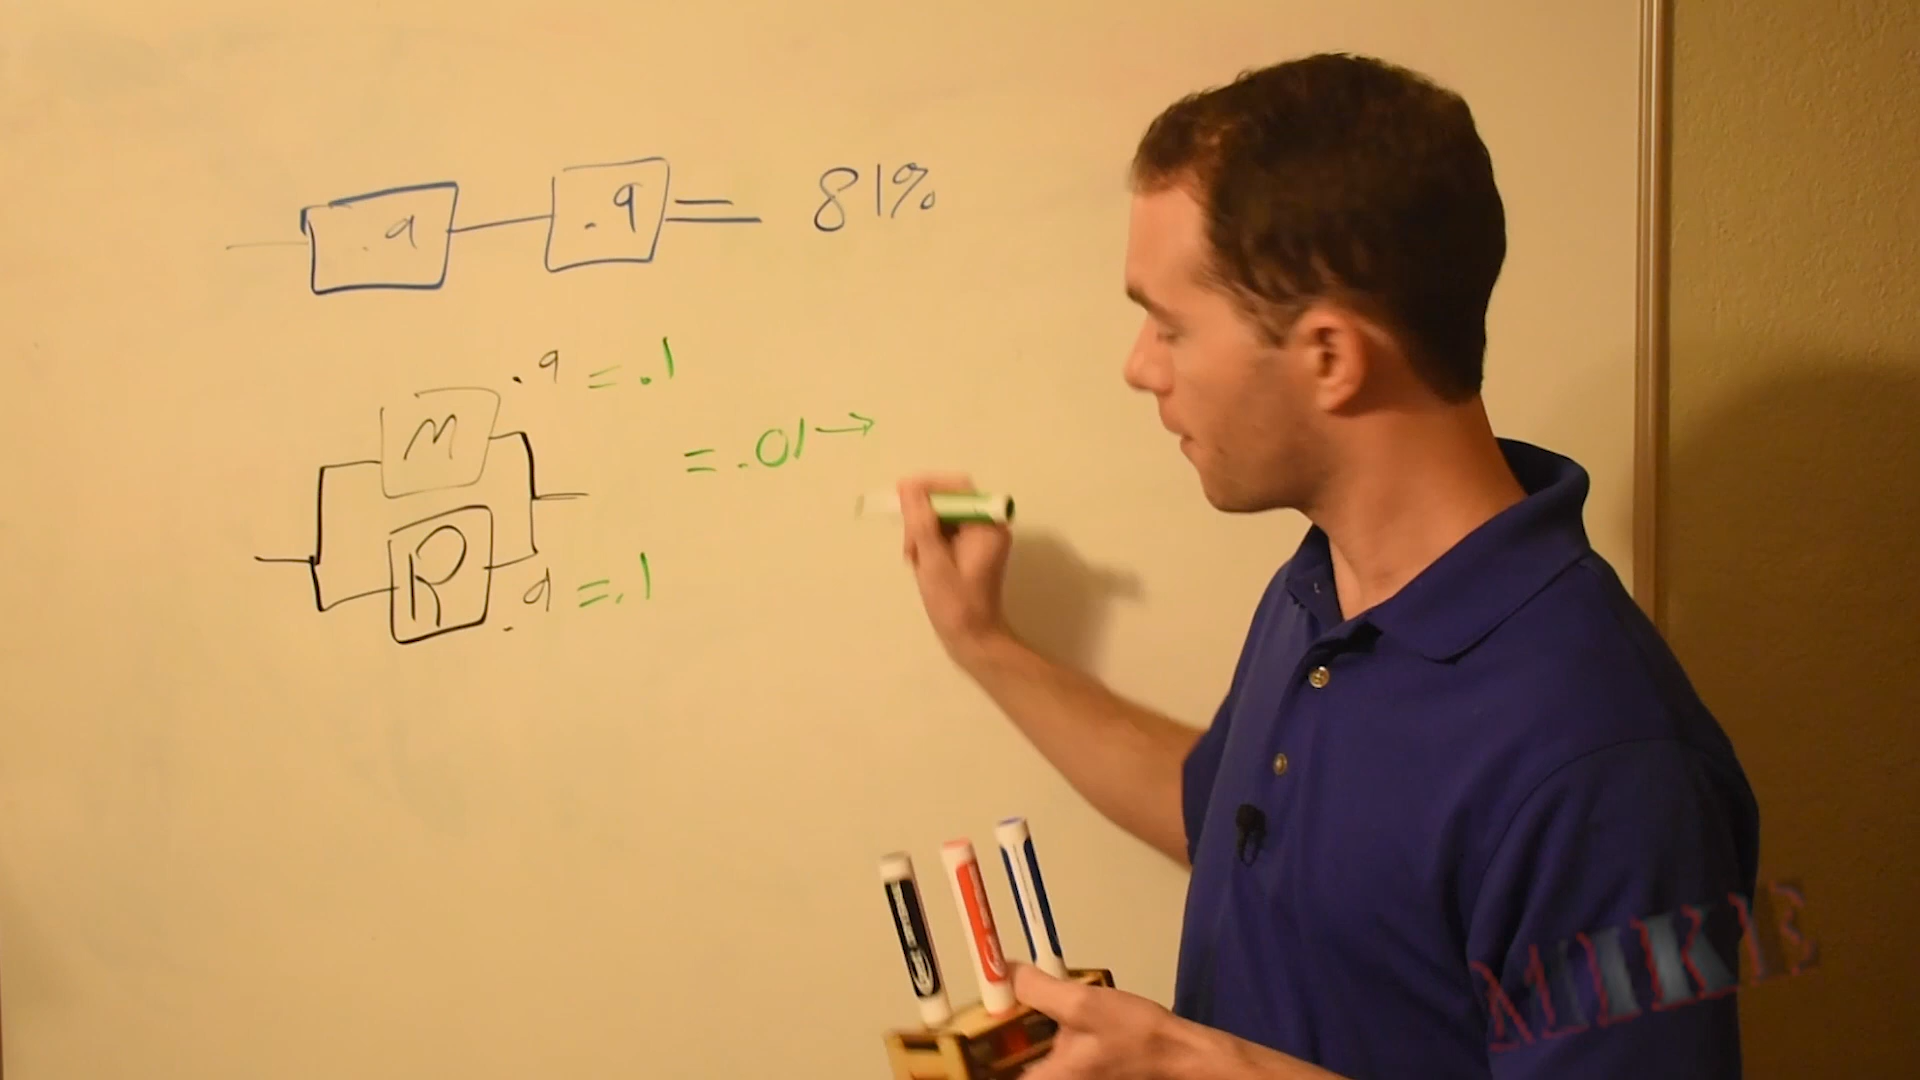 .9 .9 = 81%
.9 = .1
M
= .01 →
R
.9 = .1
MIKE